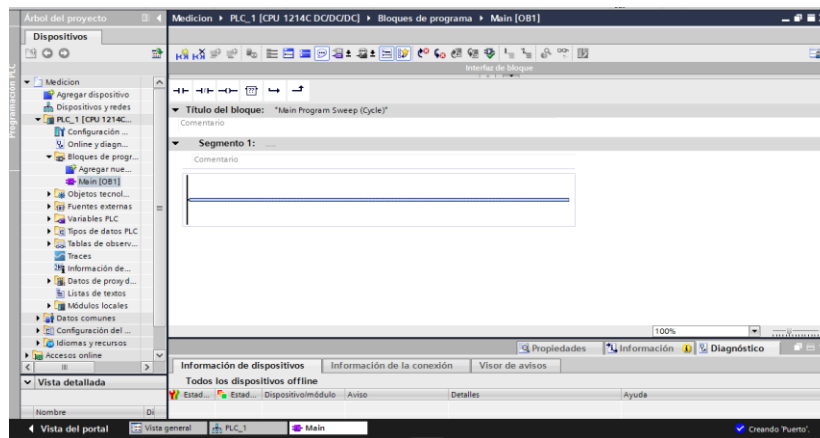 Árbol del proyecto
Medicion ▸ PLC_1 [CPU 1214C DC/DC/DC] ▸ Bloques de programa ▸ Main [OB1]
Dispositivos
Programación PLC
Interfaz de bloque
Medicion
Agregar dispositivo
Dispositivos y redes
PLC_1 [CPU 1214C...
Configuración ...
Online y diagn...
Bloques de progr...
Agregar nue...
Main [OB1]
Objetos tecnol...
Fuentes externas
Variables PLC
Tipos de datos PLC
Tablas de observ...
Traces
Información de...
Datos de proxy d...
Listas de textos
Módulos locales
Datos comunes
Configuración del ...
Idiomas y recursos
Accesos online
Título del bloque: "Main Program Sweep (Cycle)"
Comentario
Segmento 1: .....
Comentario
100%
Propiedades
Información
Diagnóstico
Información de dispositivos
Información de la conexión
Visor de avisos
Todos los dispositivos offline
Estad... Estad... Dispositivo/módulo Aviso Detalles Ayuda
Vista detallada
Nombre Di
Vista del portal
Vista general
PLC_1
Main
Creando 'Puerto'.